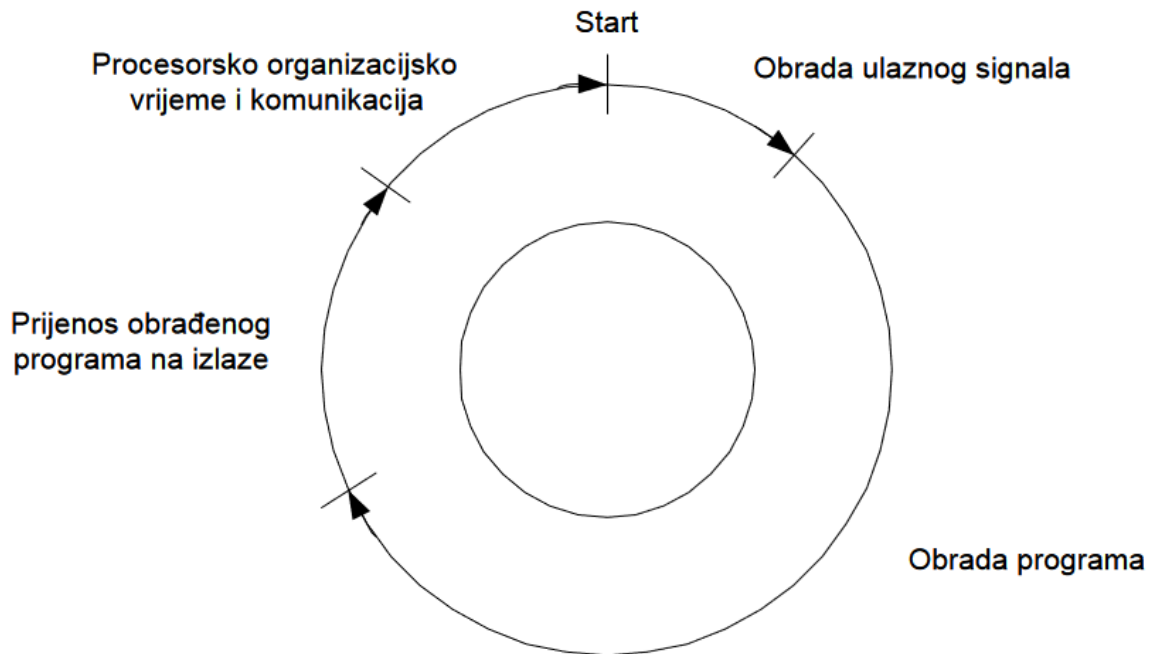 Start
Obrada ulaznog signala
Obrada programa
Prijenos obrađenog
programa na izlaze
Procesorsko organizacijsko
vrijeme i komunikacija